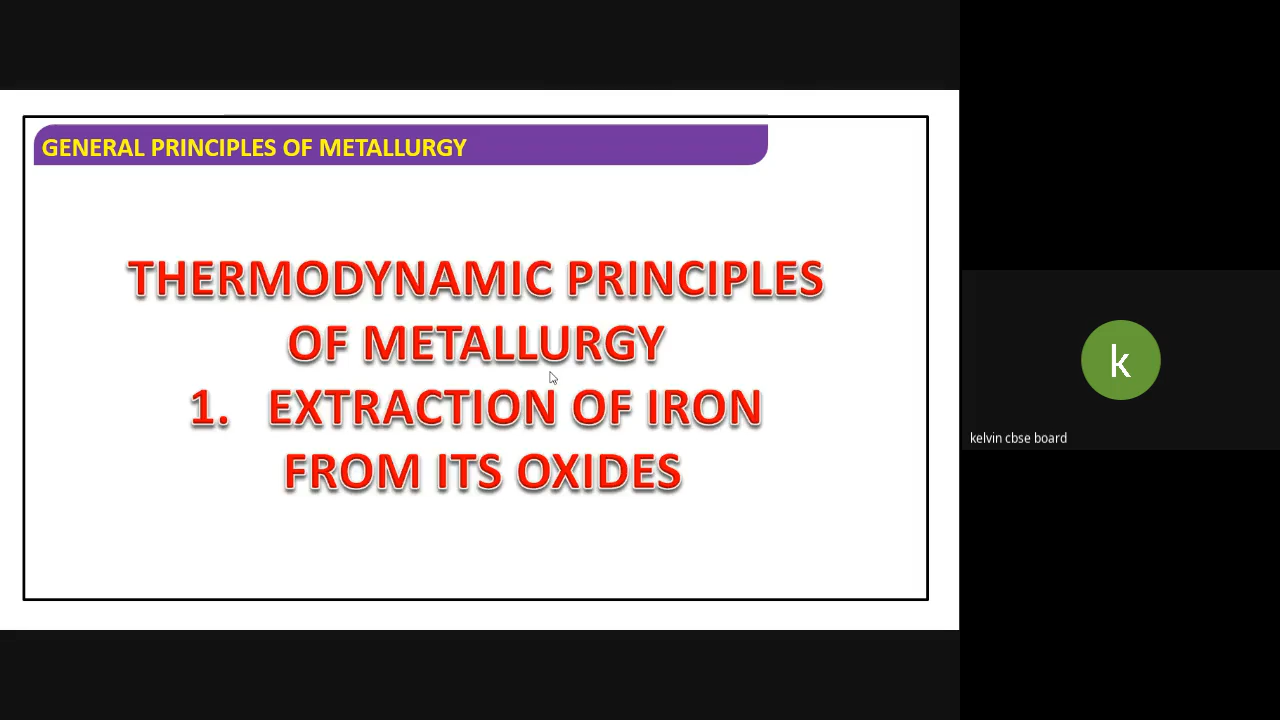 GENERAL PRINCIPLES OF METALLURGY
THERMODYNAMIC PRINCIPLES
OF METALLURGY
1. EXTRACTION OF IRON
FROM ITS OXIDES
k
kelvin cbse board